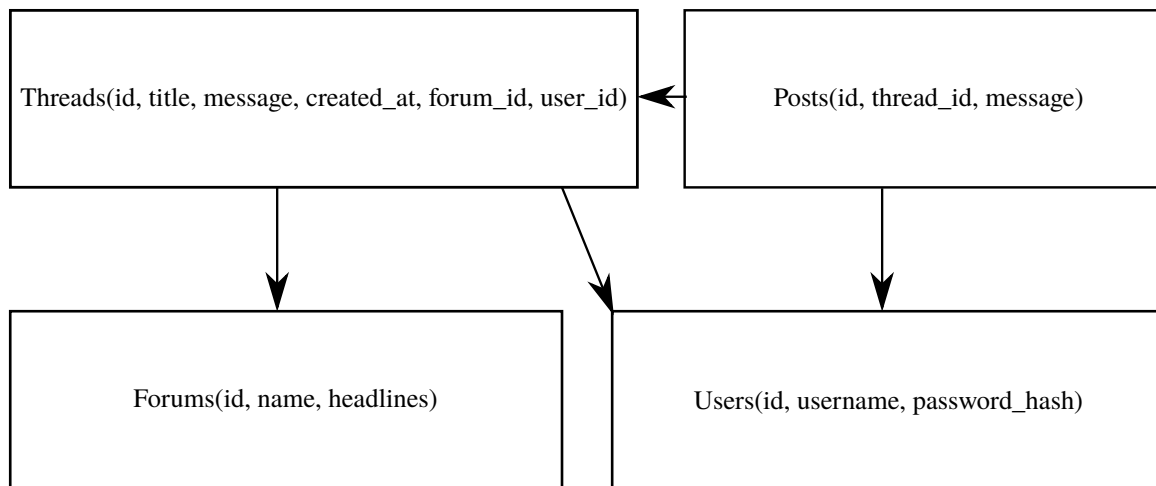 Threads(id, title, message, created_at, forum_id, user_id)
Posts(id, thread_id, message)
Forums(id, name, headlines)
Users(id, username, password_hash)